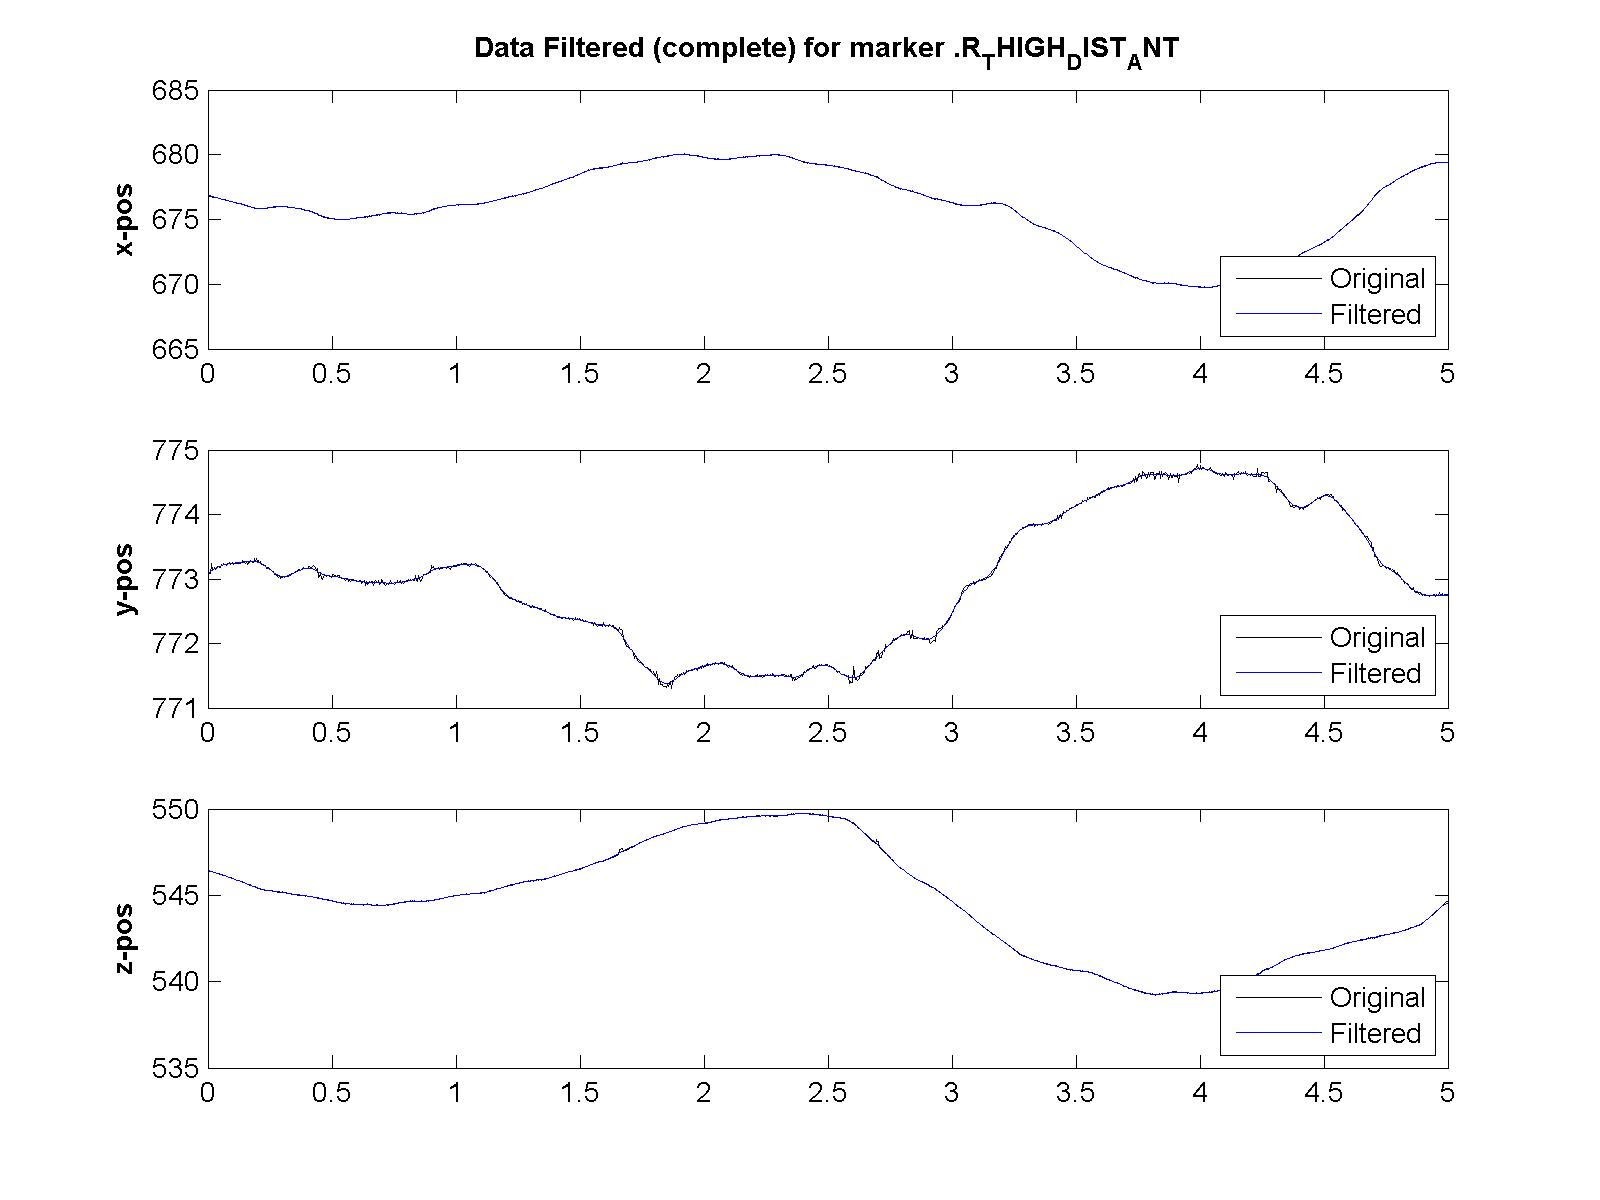 Data Filtered (complete) for marker .R_THIGH_DIST_ANT
685
680
675
670
665
x-pos
Original
Filtered
0 0.5 1 1.5 2 2.5 3 3.5 4 4.5 5
775
774
773
772
771
y-pos
Original
Filtered
0 0.5 1 1.5 2 2.5 3 3.5 4 4.5 5
550
545
540
535
z-pos
Original
Filtered
0 0.5 1 1.5 2 2.5 3 3.5 4 4.5 5